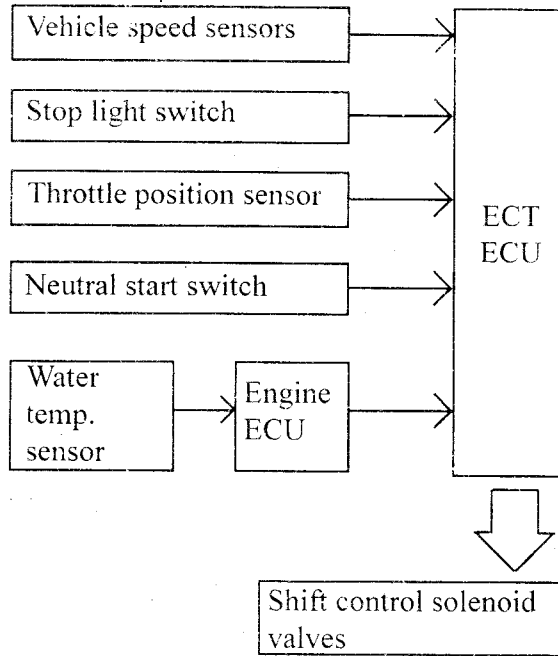 Vehicle speed sensors
Stop light switch
Throttle position sensor
Neutral start switch
Water
temp.
sensor
Engine
ECU
ECT
ECU
Shift control solenoid
valves